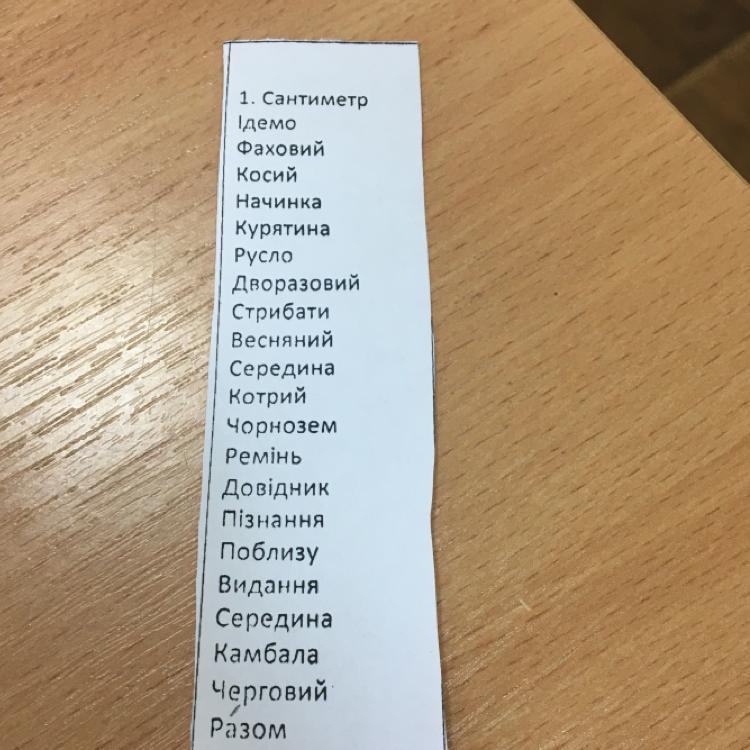 1. Сантиметр
Ідемо
Фаховий
Косий
Начинка
Курятина
Русло
Дворазовий
Стрибати
Весняний
Середина
Котрий
Чорнозем
Ремінь
Довідник
Пізнання
Поблизу
Видання
Середина
Камбала
Черговий
Разом